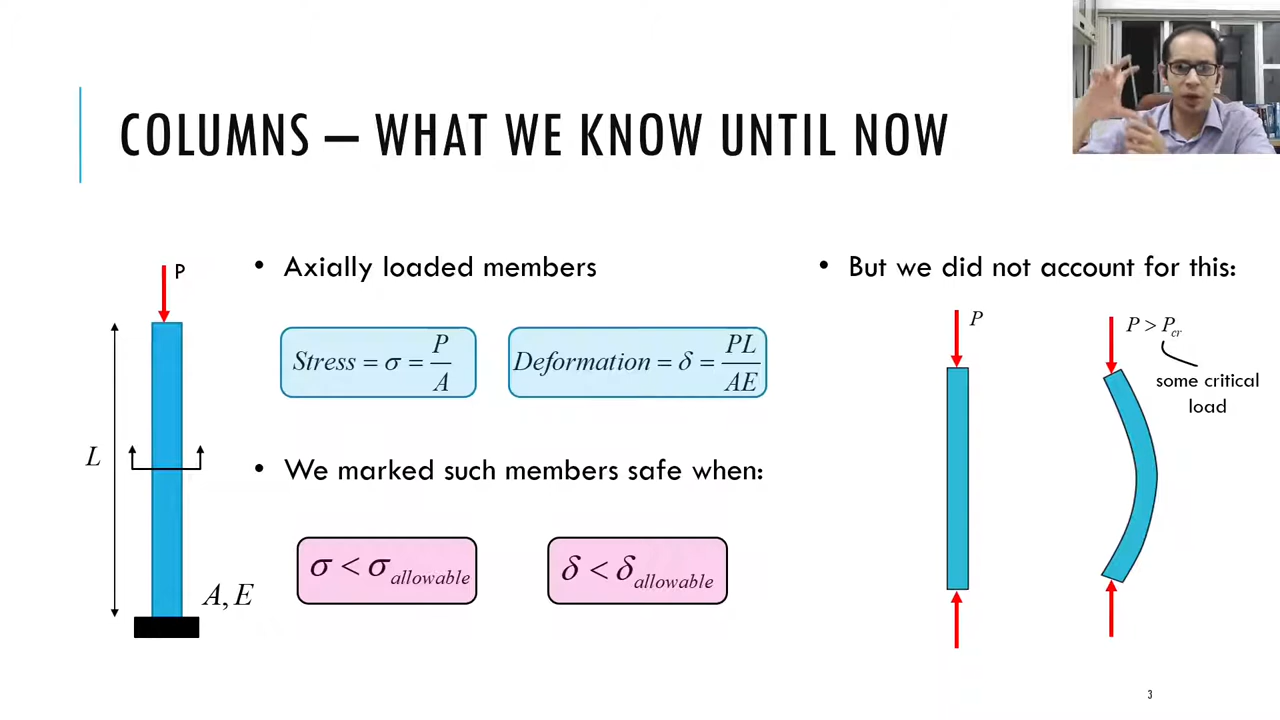 COLUMNS – WHAT WE KNOW UNTIL NOW
P
L
A, E
• Axially loaded members
Stress = σ = P/A
Deformation = δ = PL/AE
• We marked such members safe when:
σ < σallowable
δ < δallowable
• But we did not account for this:
P
P > Pcr
some critical
load
3